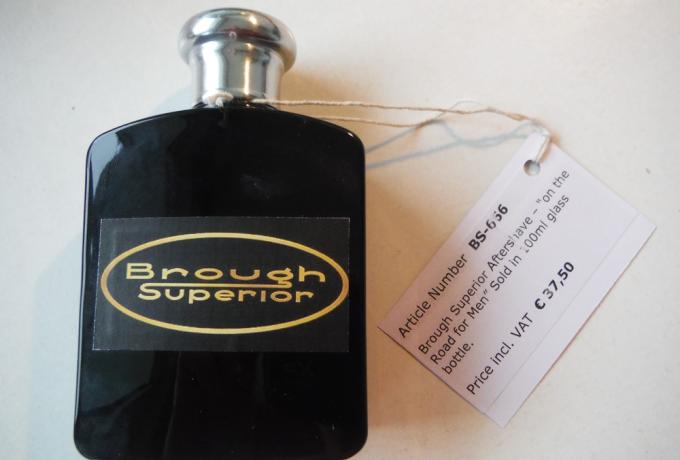 Brough
Superior
Article Number BS-666
Brough Superior Aftershave – "on the
Road for Men" Sold in 100ml glass
bottle.
Price incl. VAT € 37,50